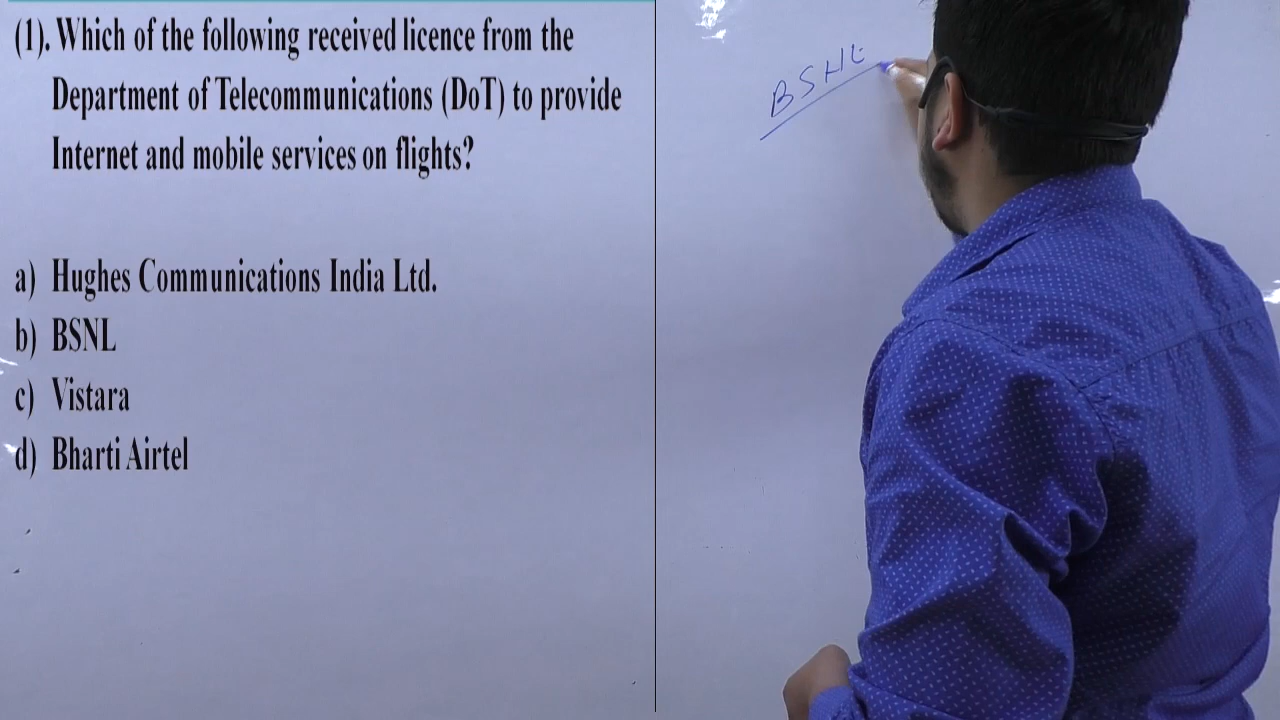 (1). Which of the following received licence from the
Department of Telecommunications (DoT) to provide
Internet and mobile services on flights?
a) Hughes Communications India Ltd.
b) BSNL
c) Vistara
d) Bharti Airtel
BSNL